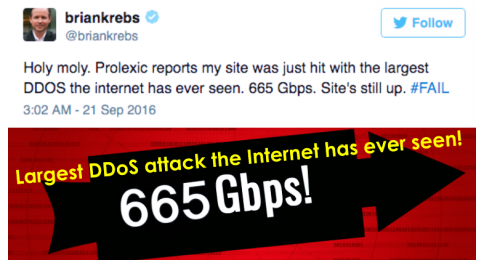 briankrebs
@briankrebs
Follow
Holy moly. Prolexic reports my site was just hit with the largest
DDOS the internet has ever seen. 665 Gbps. Site's still up. #FAIL
3:02 AM - 21 Sep 2016
Largest DDoS attack the Internet has ever seen!
665 Gbps!